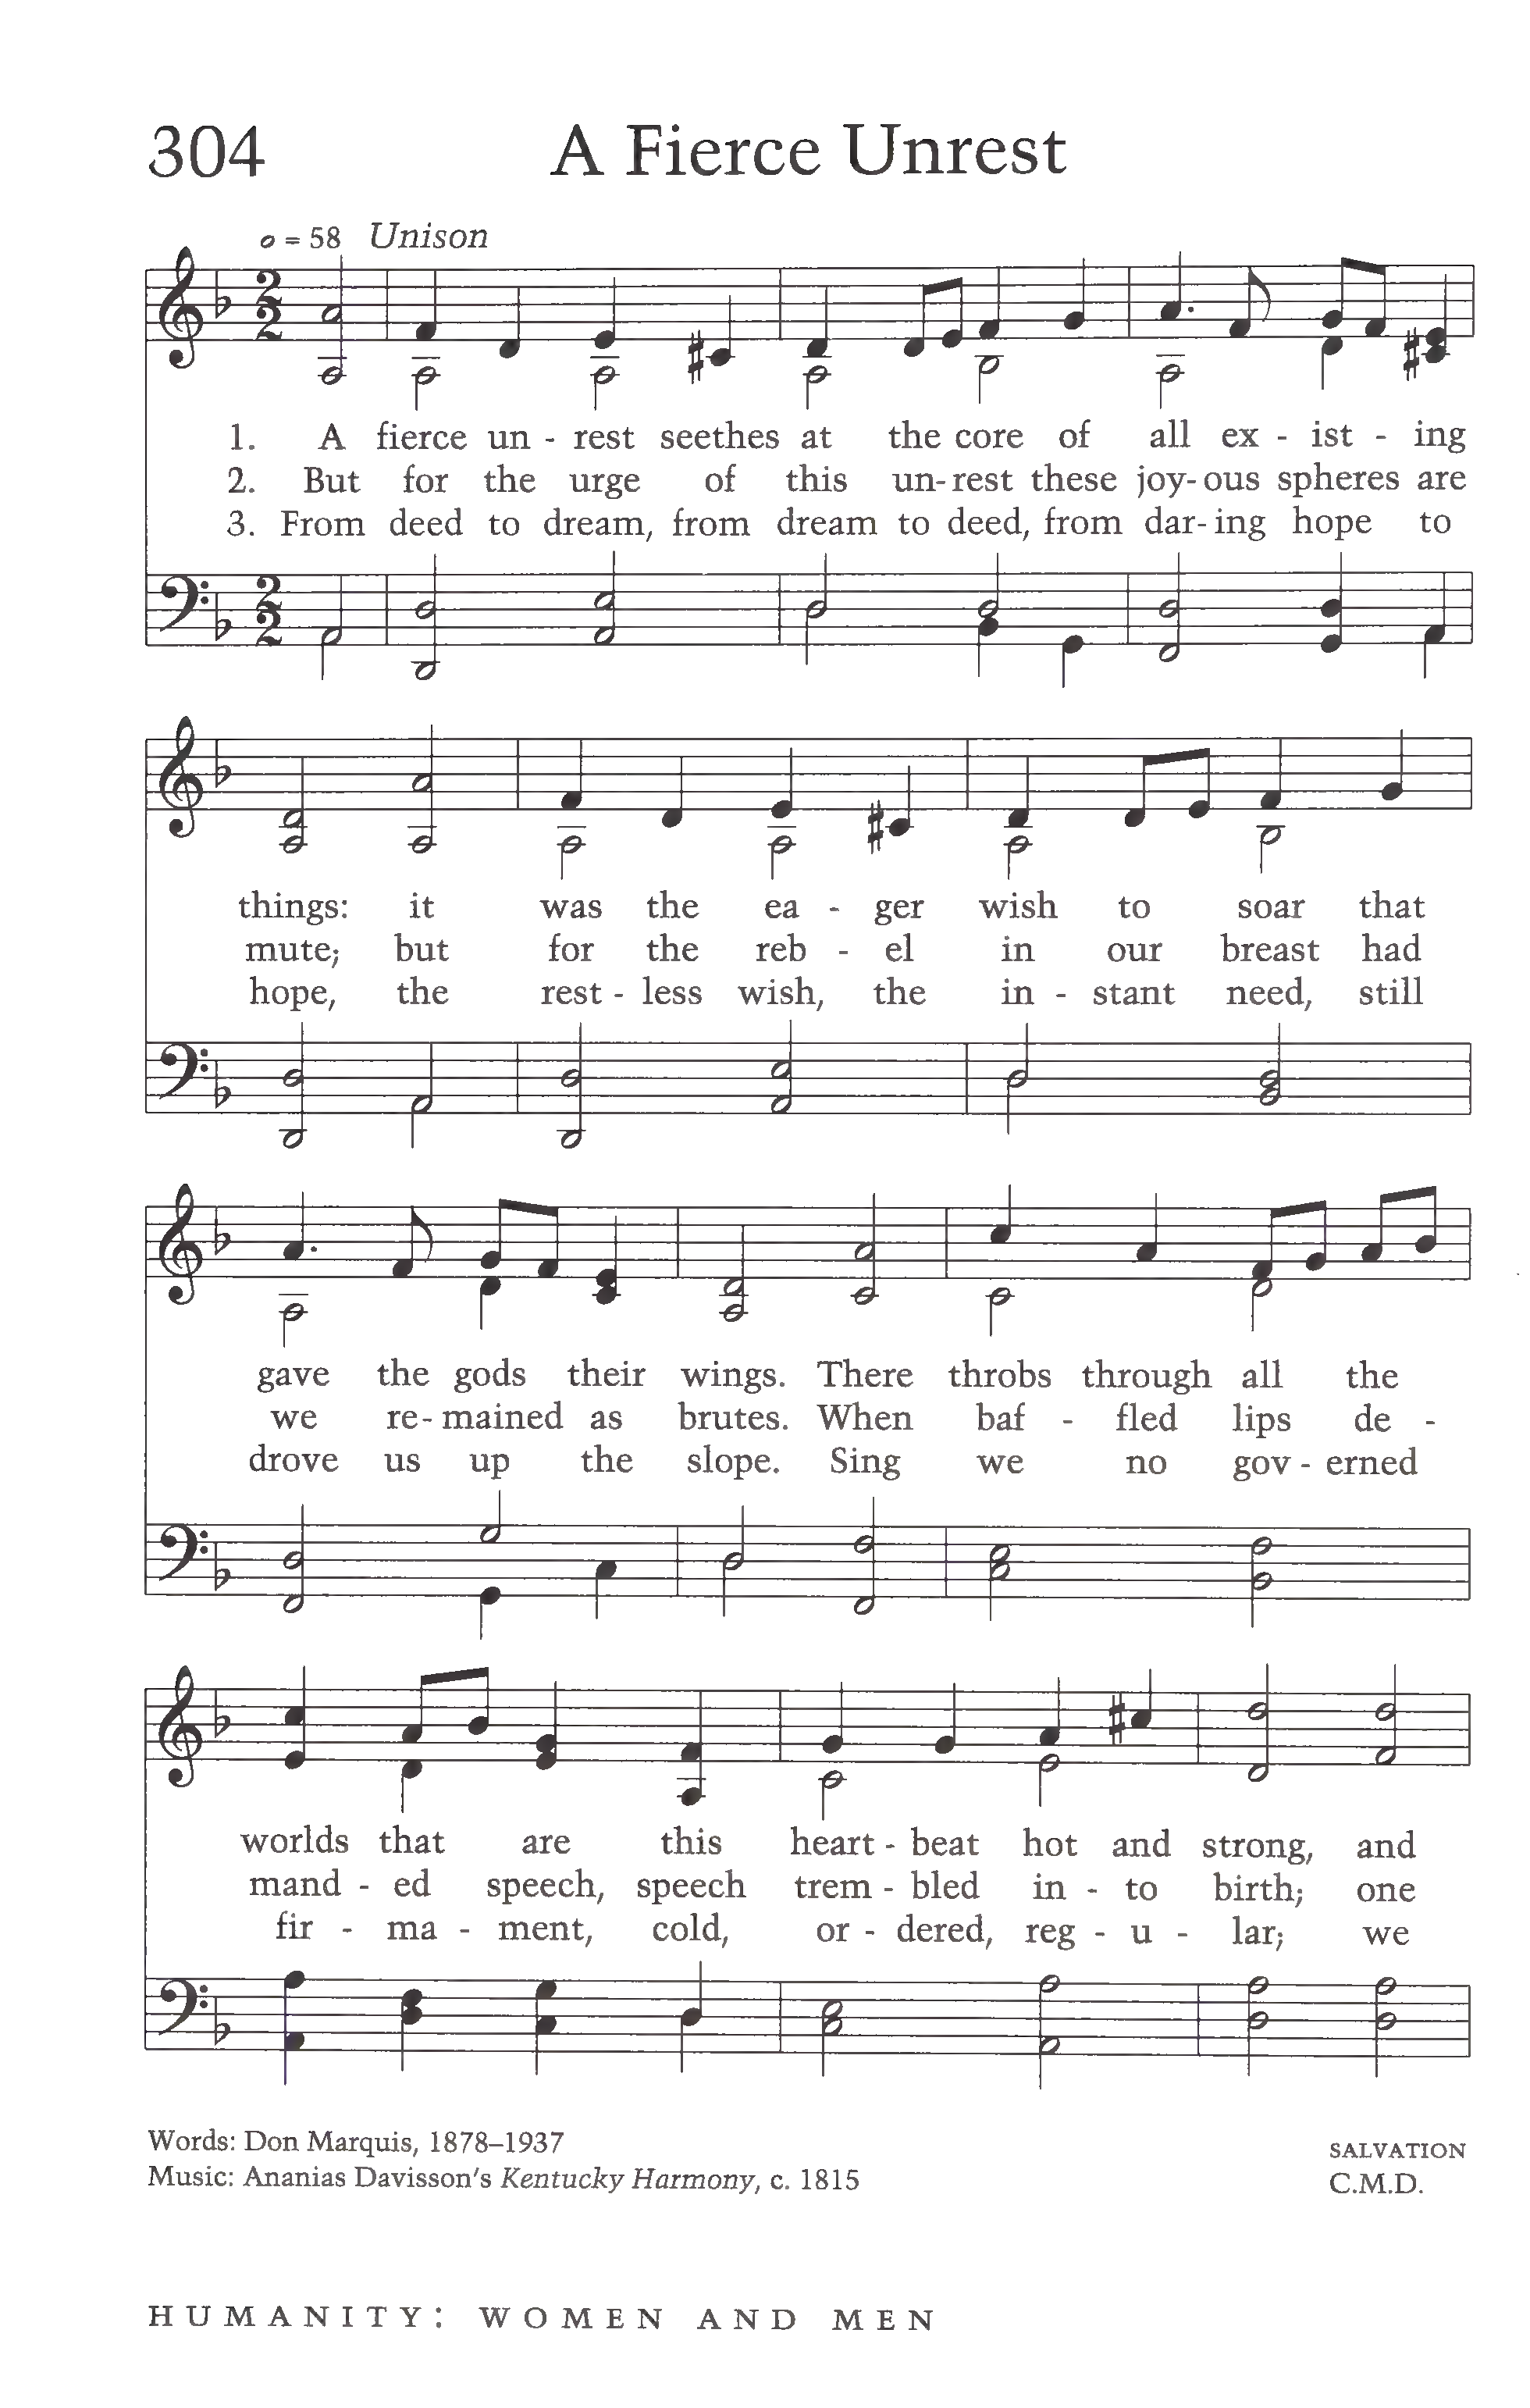 304 A Fierce Unrest
𝅝 = 58 Unison
1. A fierce un - rest seethes at the core of all ex - ist - ing
2. But for the urge of this un- rest these joy- ous spheres are
3. From deed to dream, from dream to deed, from dar- ing hope to
things: it was the ea - ger wish to soar that
mute; but for the reb - el in our breast had
hope, the rest - less wish, the in - stant need, still
gave the gods their wings. There throbs through all the
we re- mained as brutes. When baf - fled lips de -
drove us up the slope. Sing we no gov - erned
worlds that are this heart - beat hot and strong, and
mand - ed speech, speech trem - bled in - to birth; one
fir - ma - ment, cold, or - dered, reg - u - lar; we
Words: Don Marquis, 1878–1937
Music: Ananias Davisson's Kentucky Harmony, c. 1815
SALVATION
C.M.D.
HUMANITY: WOMEN AND MEN